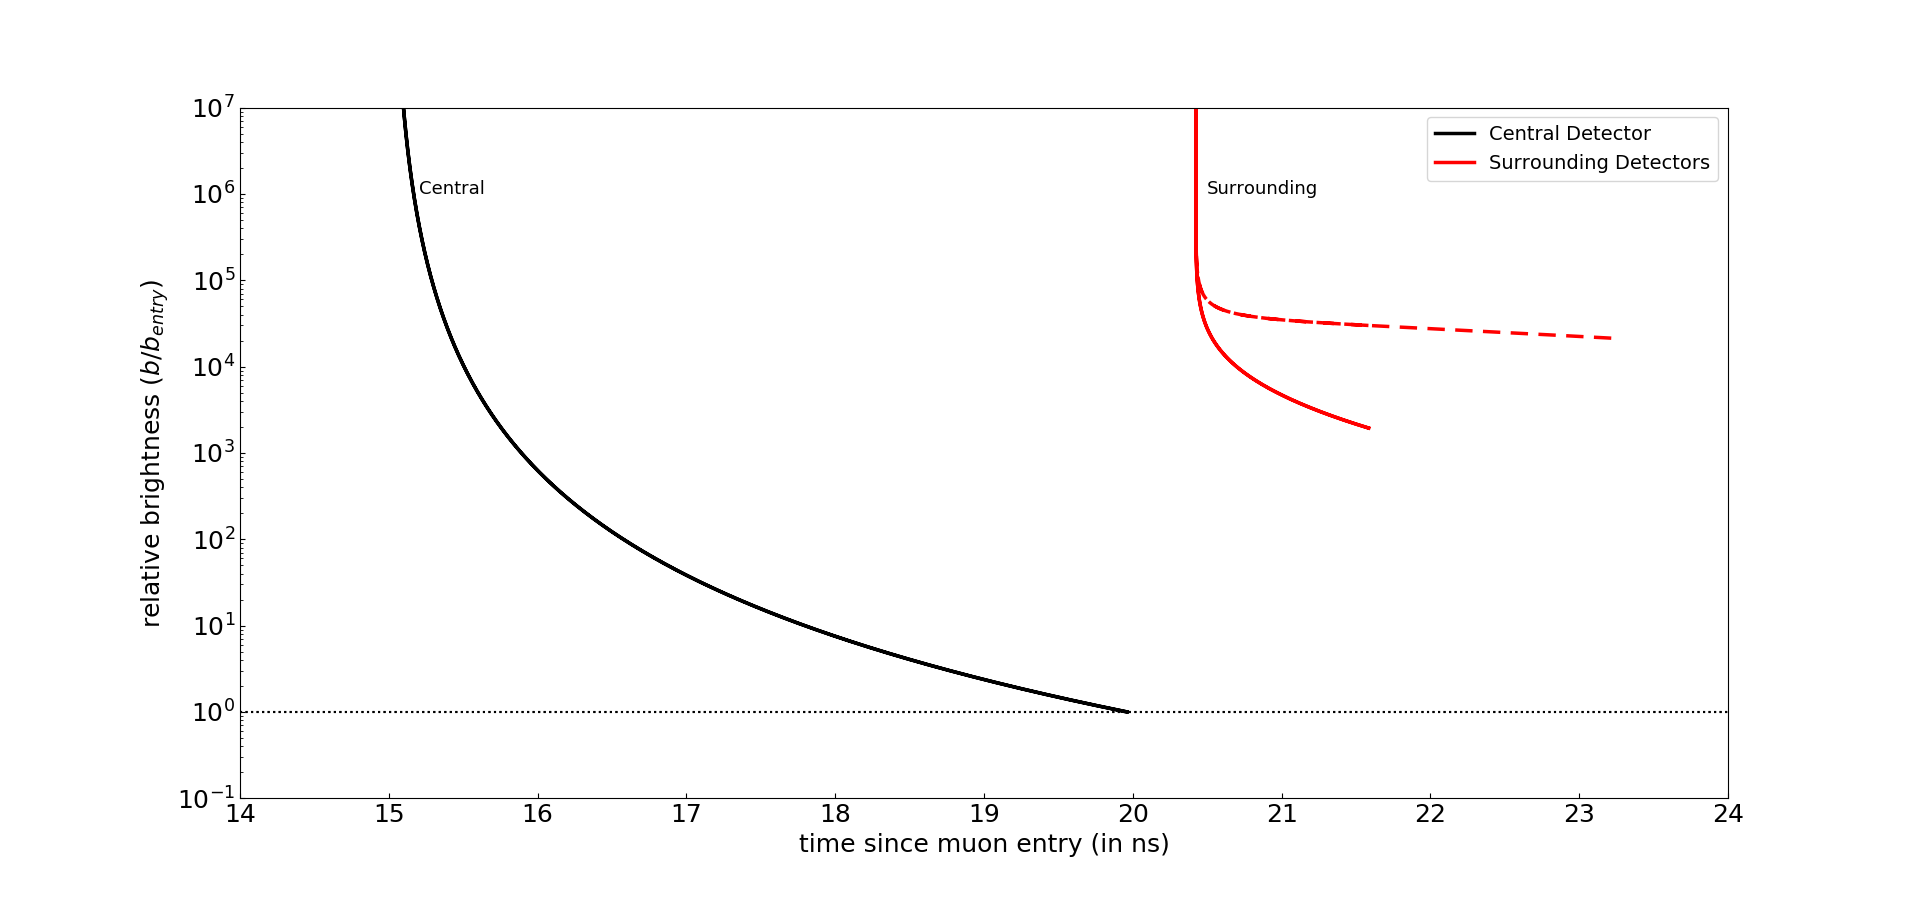 10^7
10^6
10^5
10^4
10^3
10^2
10^1
10^0
10^−1
relative brightness (b/b_entry)
Central
Surrounding
Central Detector
Surrounding Detectors
14 15 16 17 18 19 20 21 22 23 24
time since muon entry (in ns)